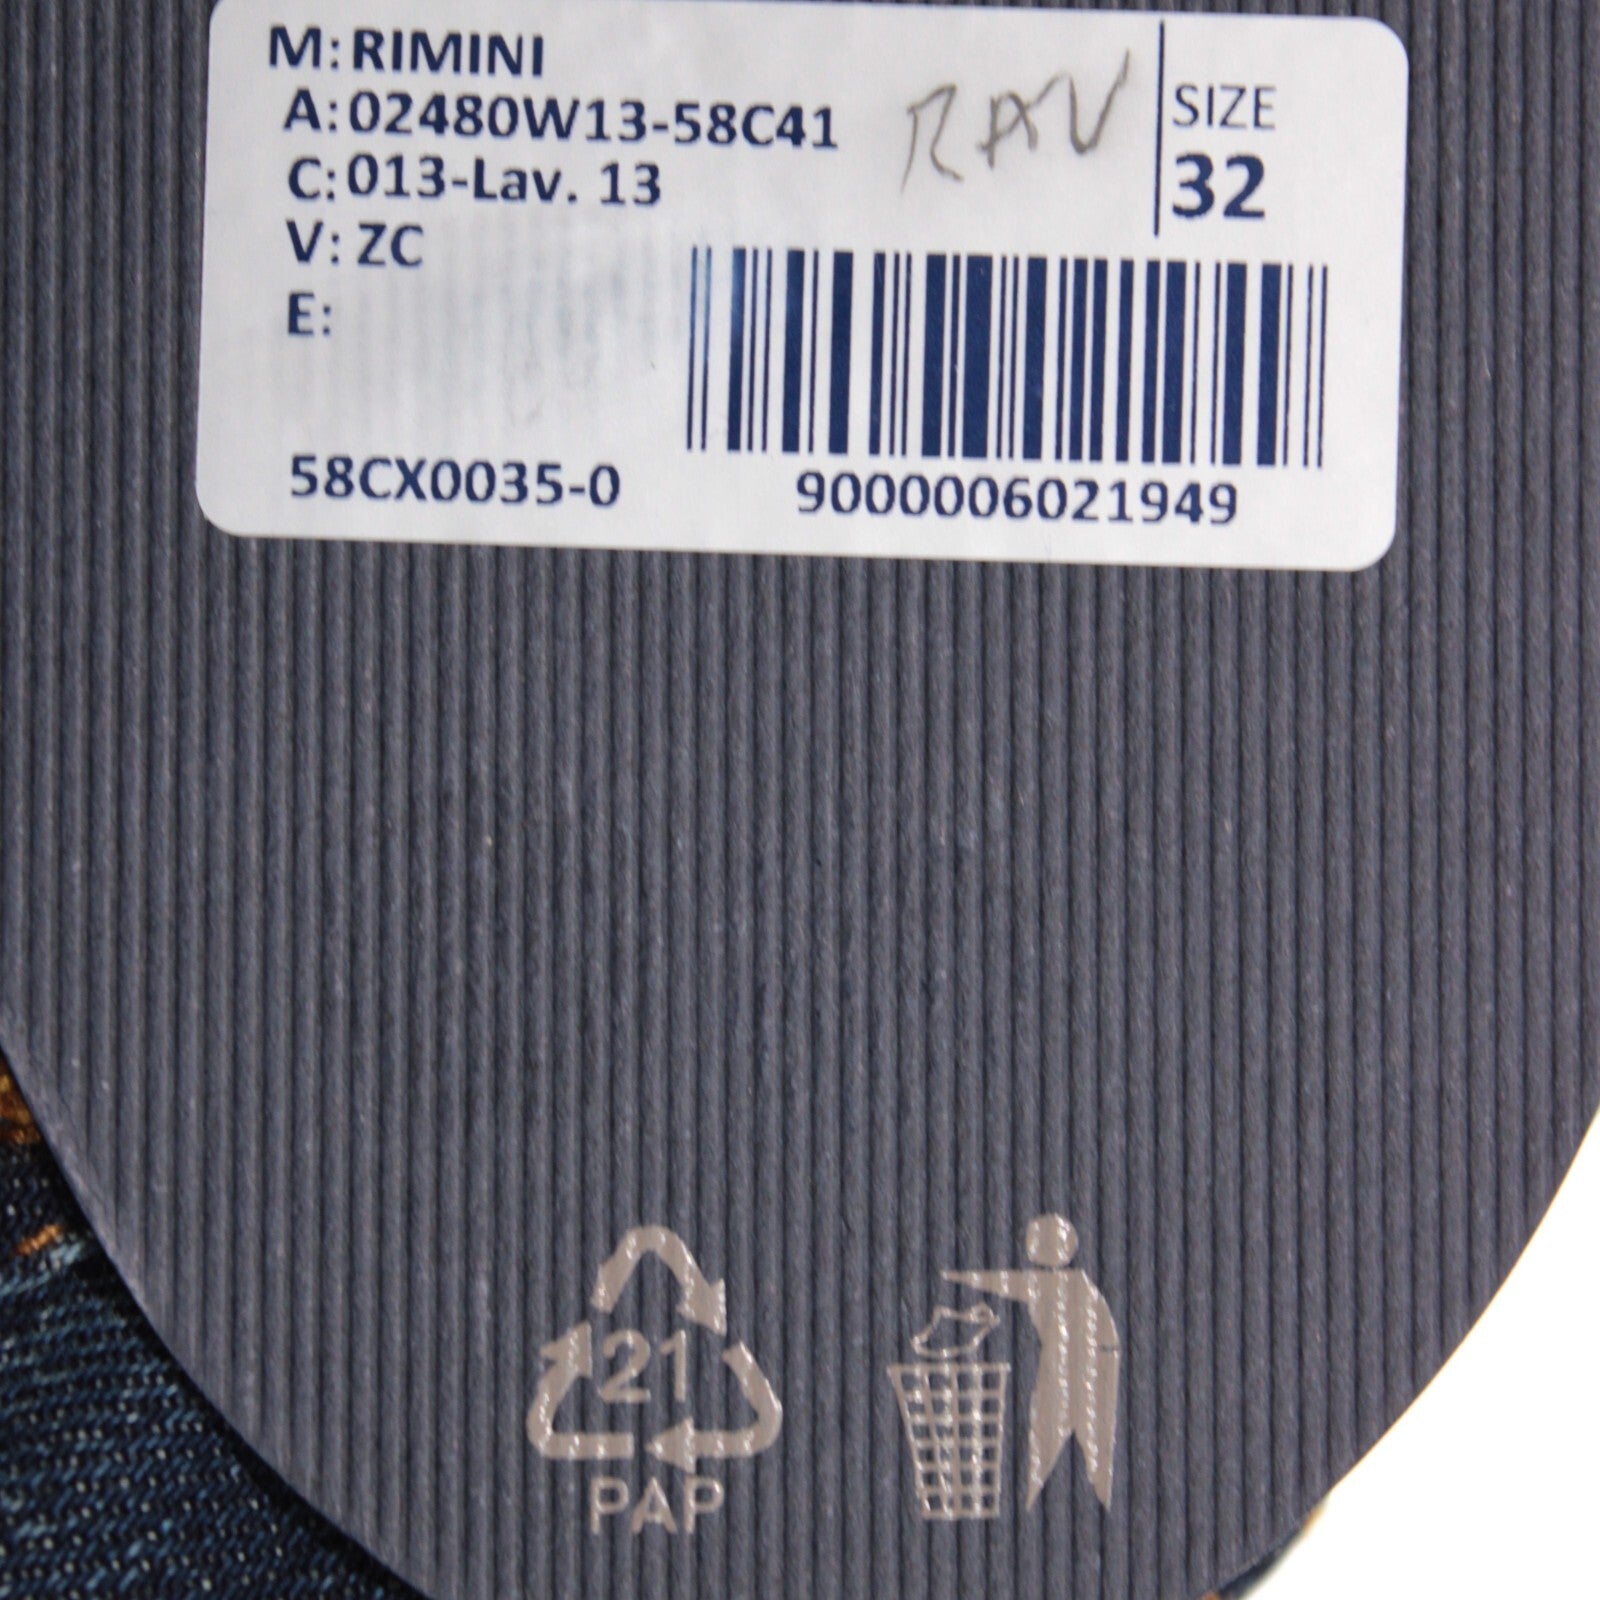 M: RIMINI
A: 02480W13-58C41
RAV
SIZE
32
C: 013-Lav. 13
V: ZC
E:
58CX0035-0
9000006021949
21
PAP